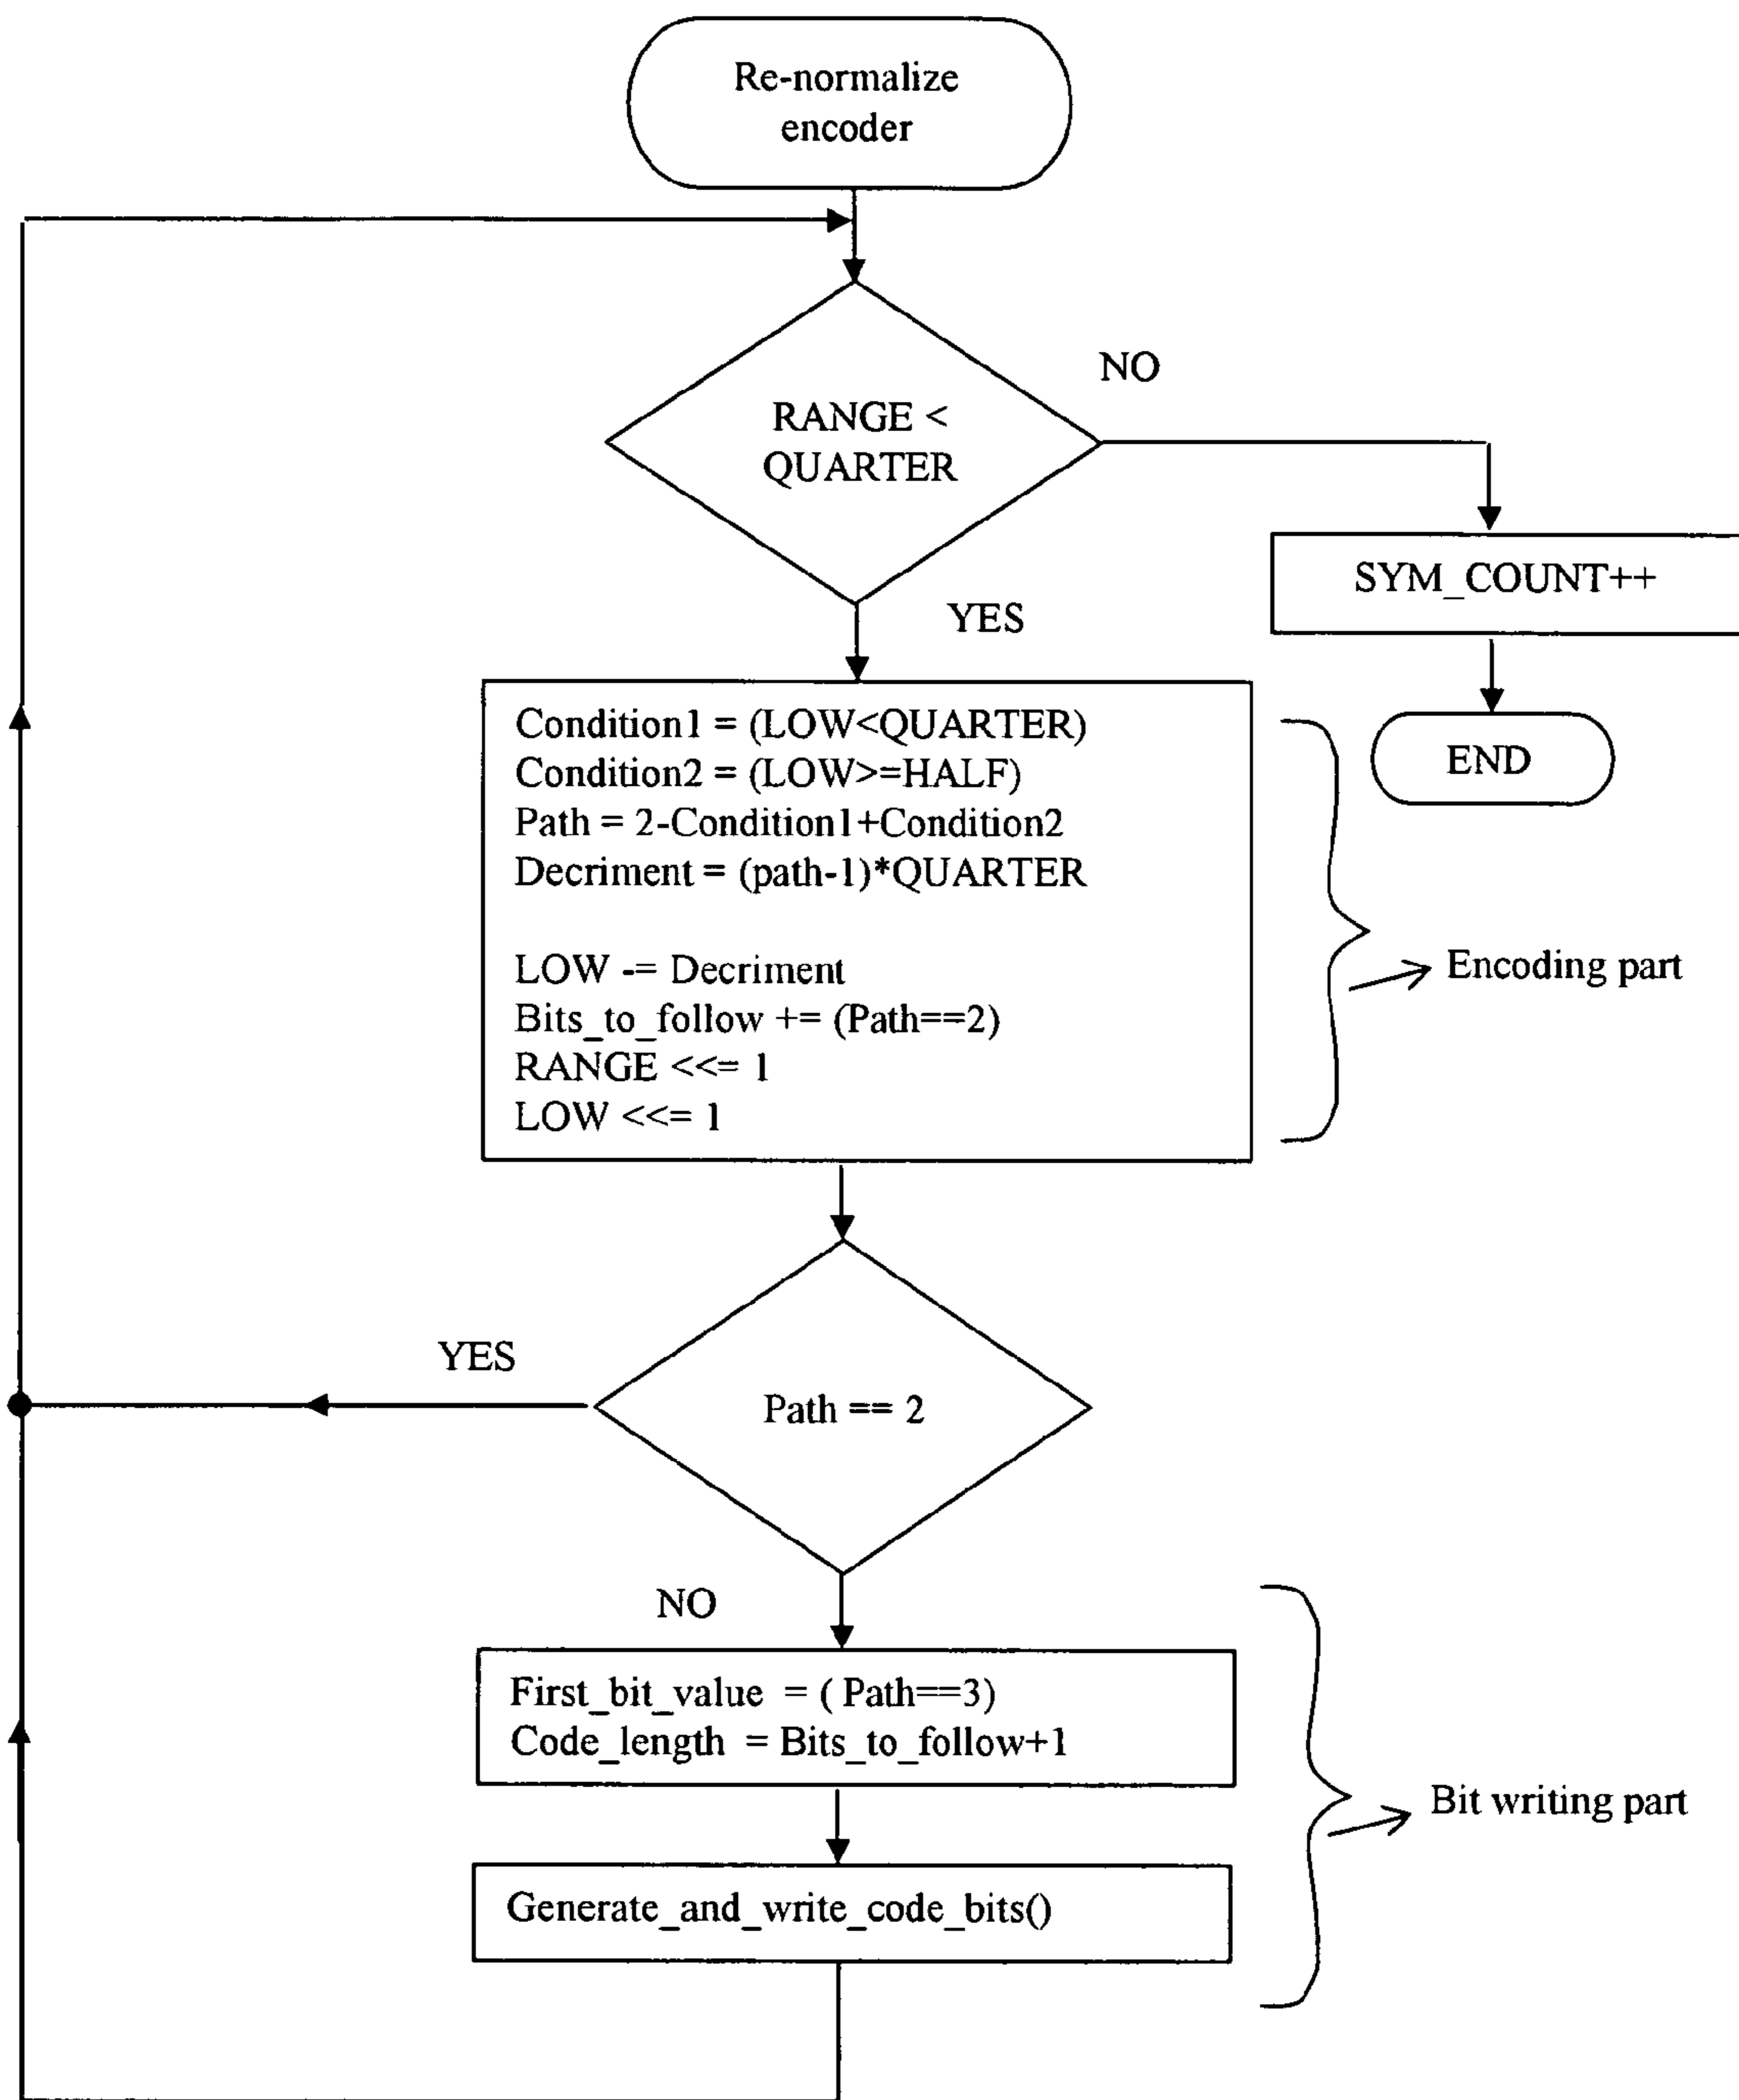 Re-normalize
encoder
NO
RANGE <
QUARTER
SYM_COUNT++
YES
END
Condition1 = (LOW<QUARTER)
Condition2 = (LOW>=HALF)
Path = 2-Condition1+Condition2
Decriment = (path-1)*QUARTER
LOW -= Decriment
Bits_to_follow += (Path==2)
RANGE <<= 1
LOW <<= 1
Encoding part
YES
Path == 2
NO
First_bit_value = ( Path==3)
Code_length = Bits_to_follow+1
Bit writing part
Generate_and_write_code_bits()